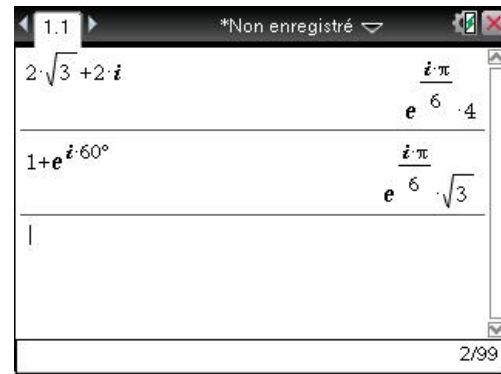 1.1 *Non enregistré
2·√3 +2·i e^(i·π/6)·4
1+e^(i·60°) e^(i·π/6)·√3
2/99